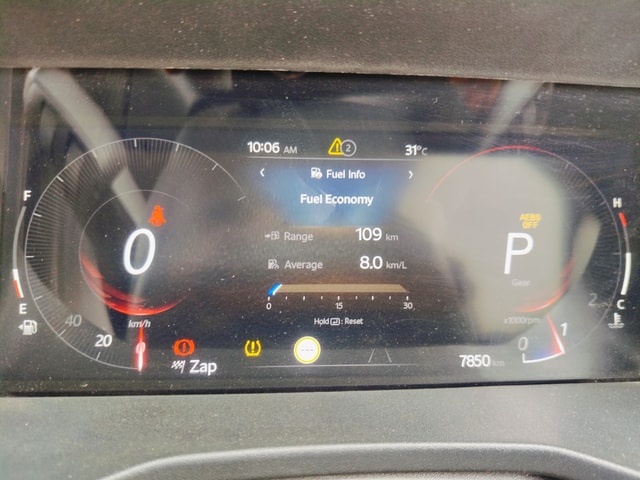 10:06 AM
2
31°C
Fuel Info
Fuel Economy
Range 109 km
Average 8.0 km/L
0 15 30
Hold : Reset
F
E
0
km/h
40
20
0
Zap
AEBS
OFF
P
Gear
x1000rpm
2
1
0
H
C
7850 km